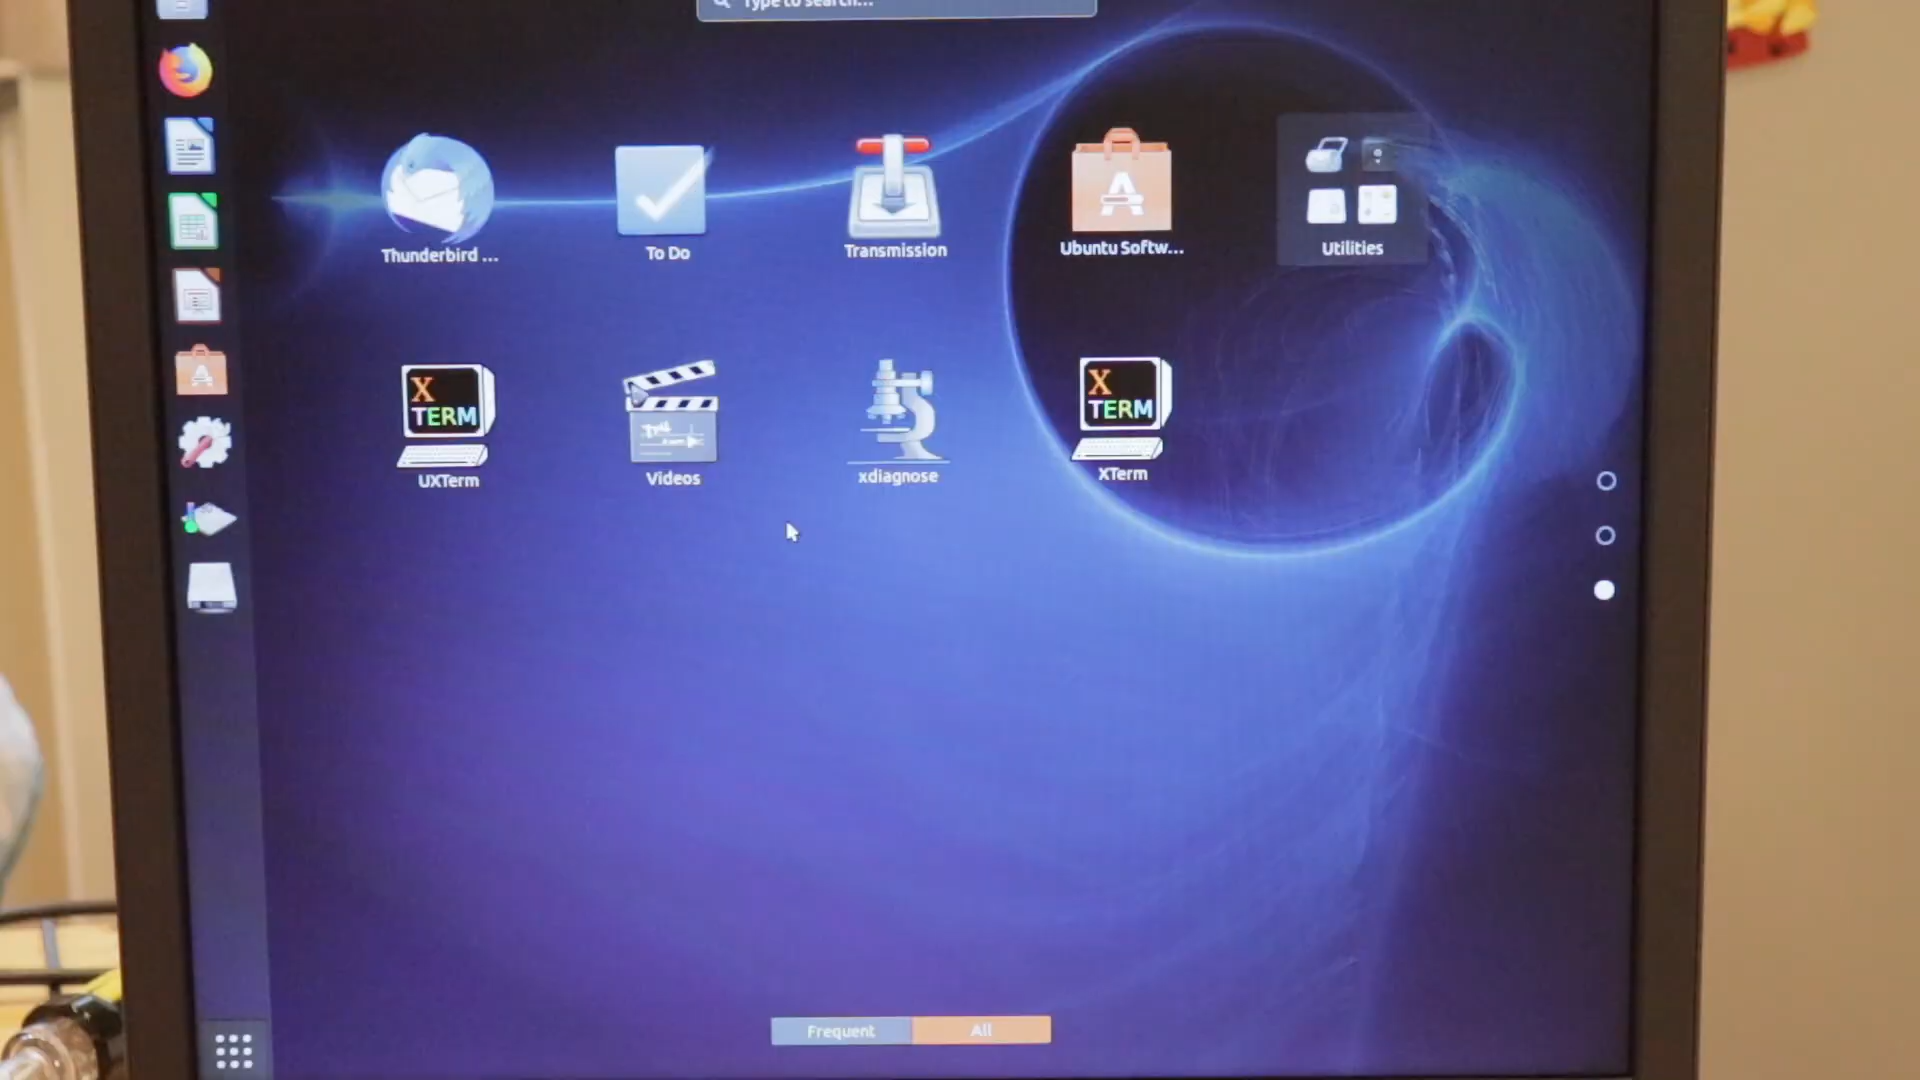 Type to search...
Thunderbird ...
To Do
Transmission
Ubuntu Softw...
Utilities
X
TERM
UXTerm
Videos
xdiagnose
X
TERM
XTerm
Frequent
All